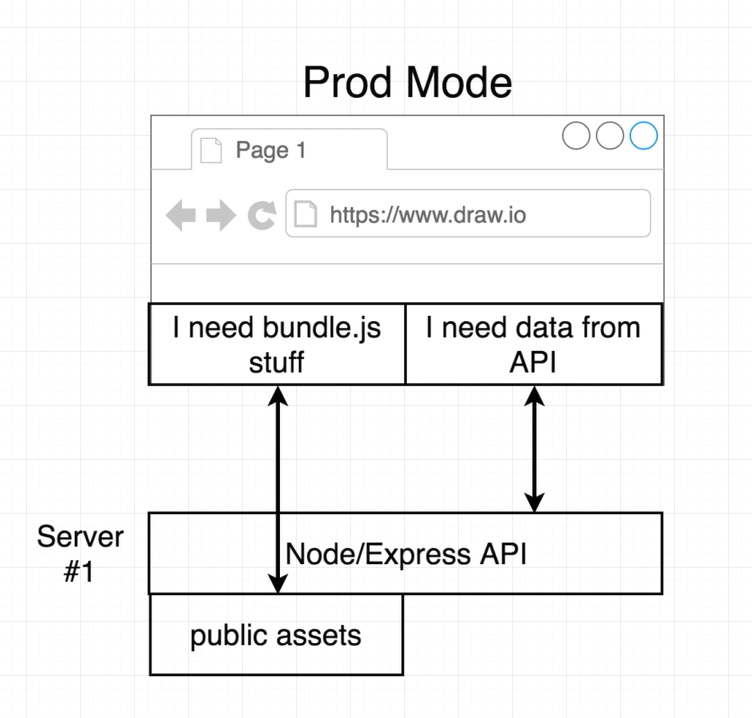 Prod Mode
Page 1
https://www.draw.io
I need bundle.js
stuff
I need data from
API
Server
#1
Node/Express API
public assets